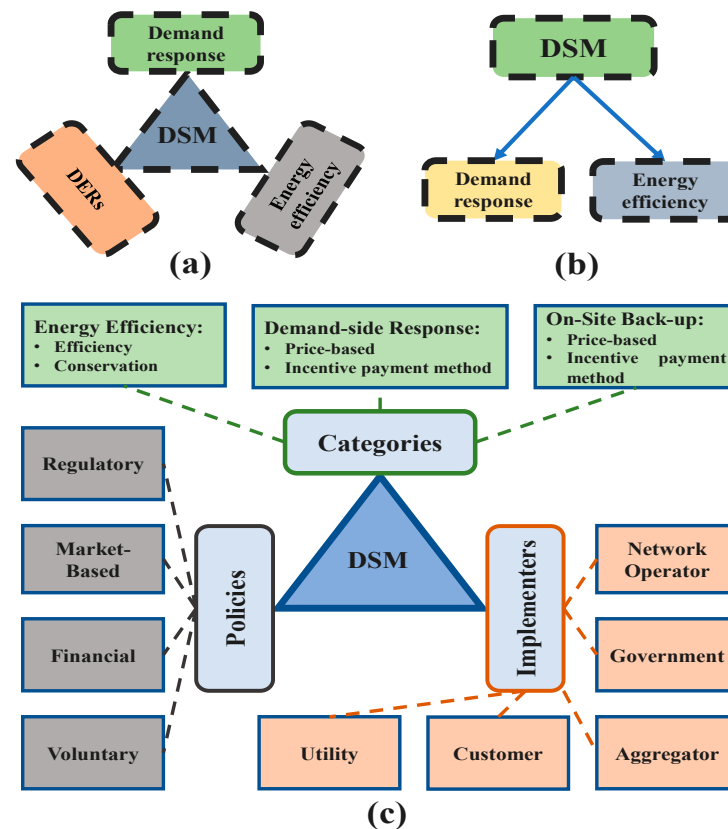 Demand
response
DSM
DERs
Energy
efficiency
(a)
DSM
Demand
response
Energy
efficiency
(b)
Energy Efficiency:
• Efficiency
• Conservation
Demand-side Response:
• Price-based
• Incentive payment method
On-Site Back-up:
• Price-based
• Incentive payment
method
Categories
Regulatory
Market-
Based
Financial
Voluntary
Policies
DSM
Implementers
Network
Operator
Government
Aggregator
Utility
Customer
(c)